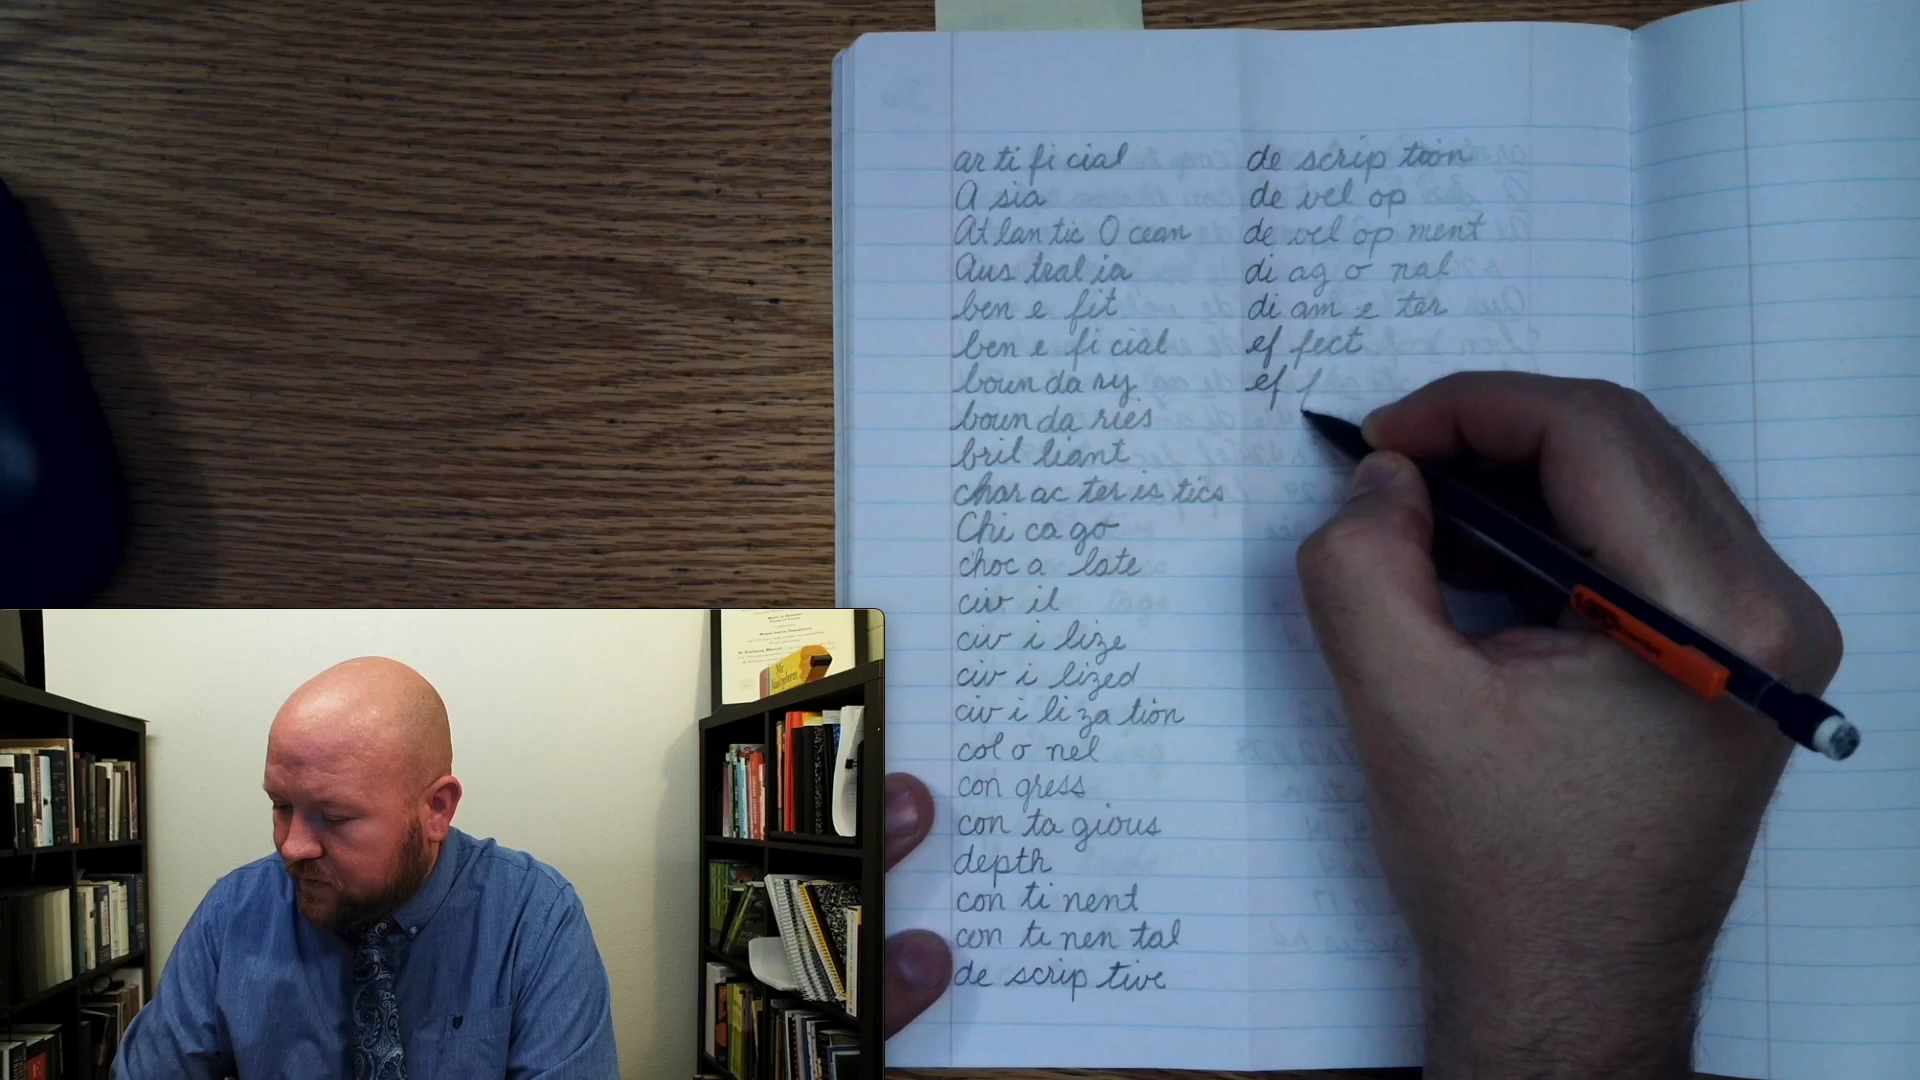 ar ti fi cial
A sia
At lan tic O cean
Aus tral ia
ben e fit
ben e fi cial
boun da ry
boun da ries
bril liant
char ac ter is tics
Chi ca go
choc a late
civ il
civ i lize
civ i lized
civ i li za tion
col o nel
con gress
con ta gious
depth
con ti nent
con ti nen tal
de scrip tive
de scrip tion
de vel op
de vel op ment
di ag o nal
di am e ter
ef fect
ef f